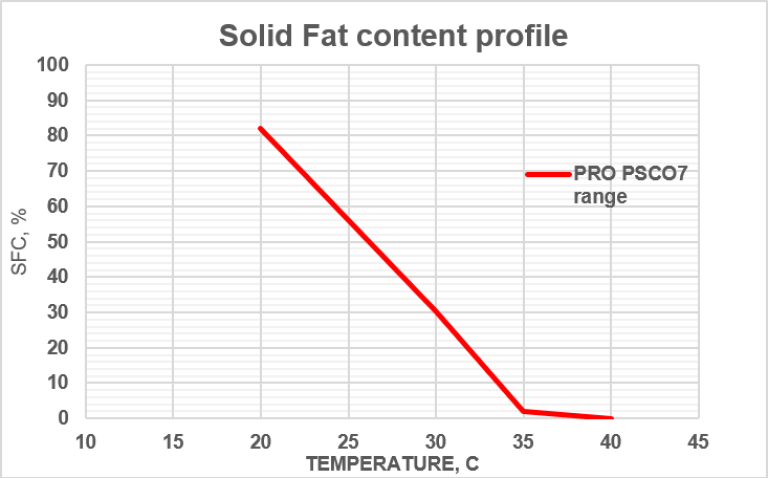 Solid Fat content profile
100
90
80
70
60
50
40
30
20
10
0
SFC, %
PRO PSCO7
range
10 15 20 25 30 35 40 45
TEMPERATURE, C